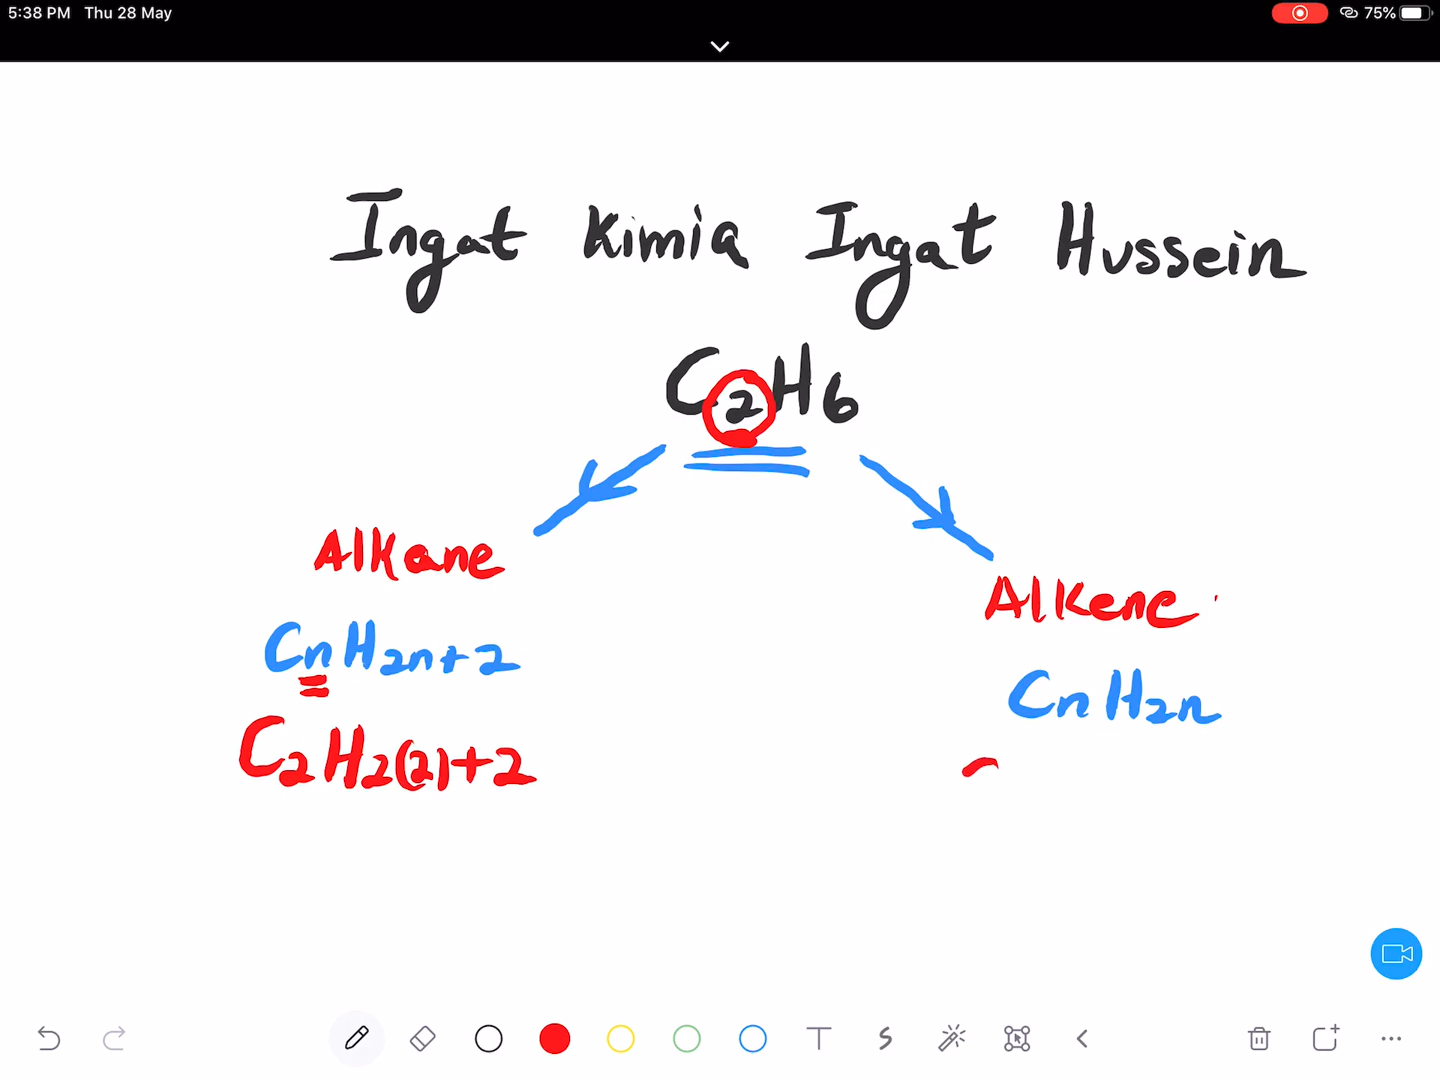 5:38 PM Thu 28 May 75%
Ingat Kimia Ingat Hussein
C2H6
Alkane
Alkene
CnH2n+2
CnH2n
C2H2(2)+2
T